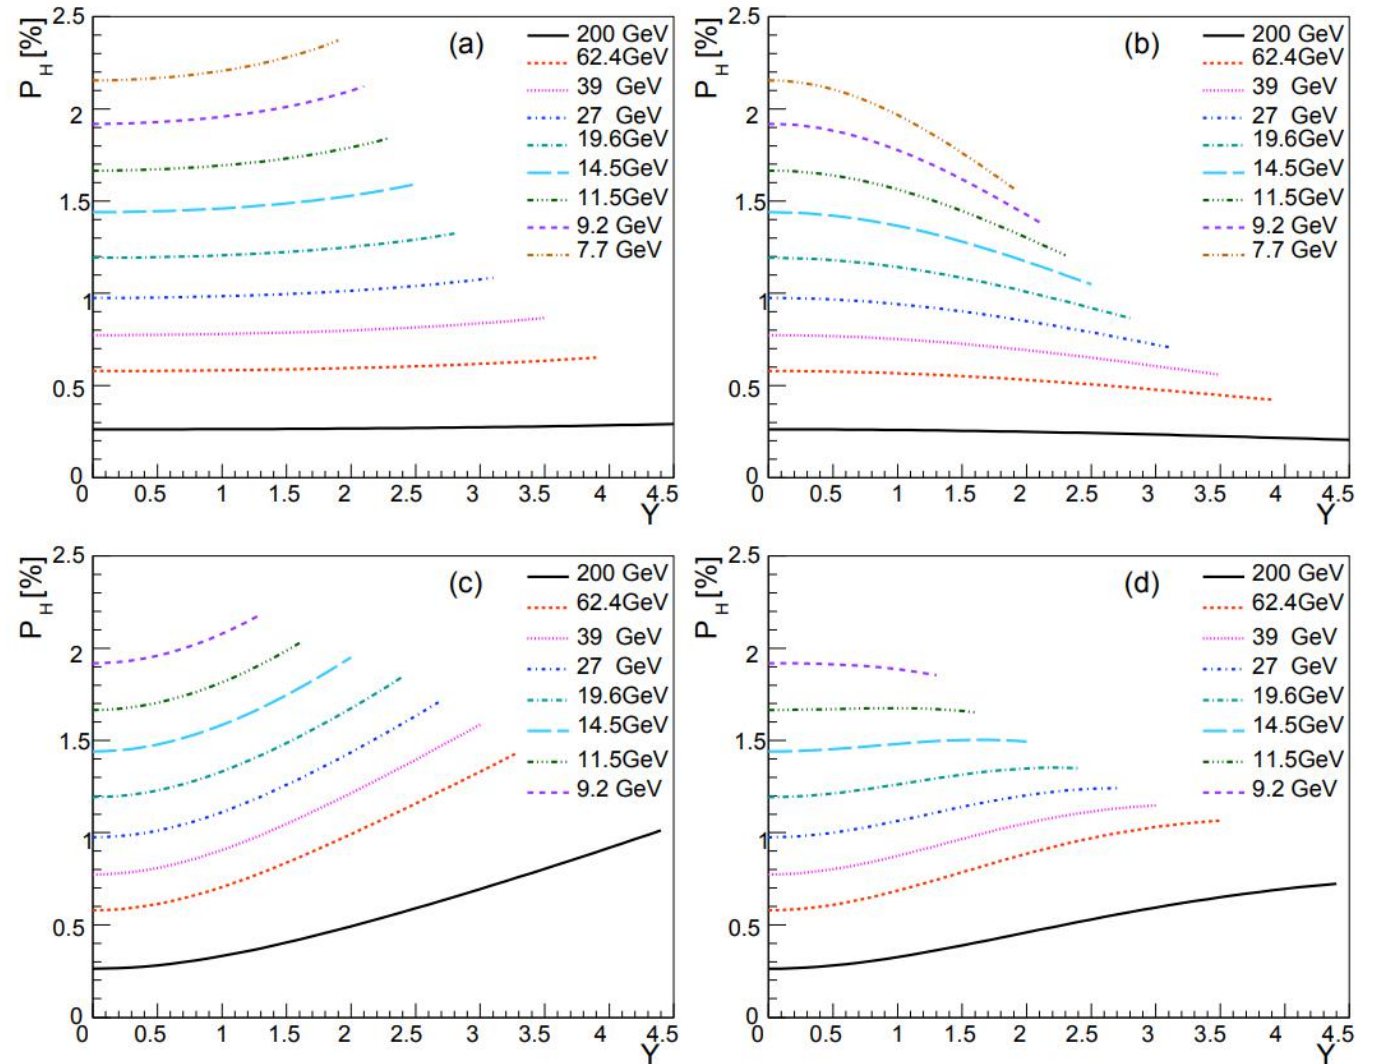 P_H [%]
2.5
2
1.5
1
0.5
0
(a)
200 GeV
62.4GeV
39 GeV
27 GeV
19.6GeV
14.5GeV
11.5GeV
9.2 GeV
7.7 GeV
0 0.5 1 1.5 2 2.5 3 3.5 4 4.5
Y
P_H [%]
2.5
2
1.5
1
0.5
0
(b)
200 GeV
62.4GeV
39 GeV
27 GeV
19.6GeV
14.5GeV
11.5GeV
9.2 GeV
7.7 GeV
0 0.5 1 1.5 2 2.5 3 3.5 4 4.5
Y
P_H [%]
2.5
2
1.5
1
0.5
0
(c)
200 GeV
62.4GeV
39 GeV
27 GeV
19.6GeV
14.5GeV
11.5GeV
9.2 GeV
0 0.5 1 1.5 2 2.5 3 3.5 4 4.5
Y
P_H [%]
2.5
2
1.5
1
0.5
0
(d)
200 GeV
62.4GeV
39 GeV
27 GeV
19.6GeV
14.5GeV
11.5GeV
9.2 GeV
0 0.5 1 1.5 2 2.5 3 3.5 4 4.5
Y